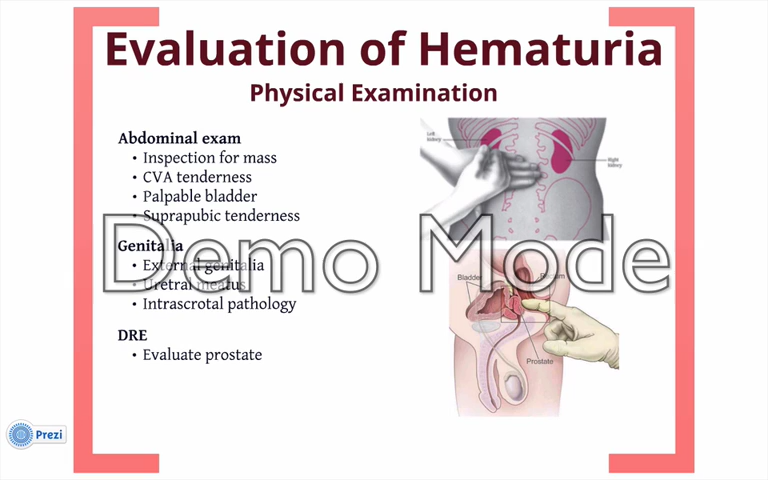 Evaluation of Hematuria
Physical Examination
Abdominal exam
• Inspection for mass
• CVA tenderness
• Palpable bladder
• Suprapubic tenderness
Genitalia
• External genitalia
• Uretral meatus
• Intrascrotal pathology
DRE
• Evaluate prostate
Left kidney
Right kidney
Demo Mode
Bladder
Rectum
Prostate
Prezi